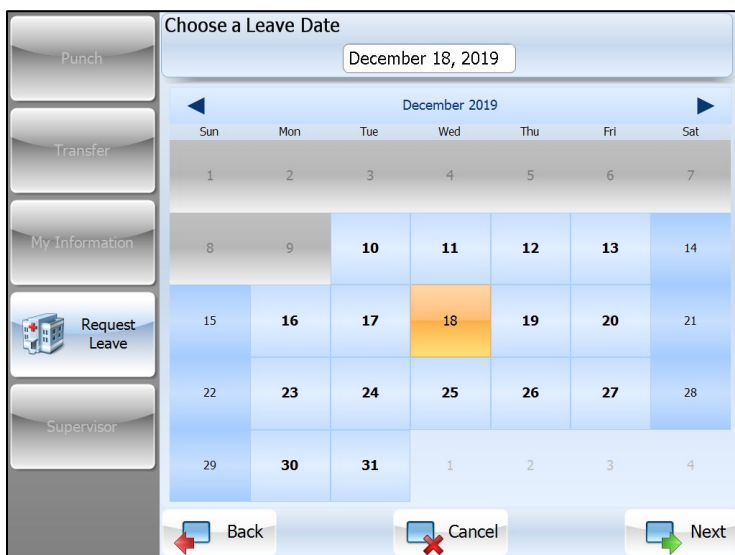 Punch
Transfer
My Information
Request
Leave
Supervisor
Choose a Leave Date
December 18, 2019
December 2019
Sun Mon Tue Wed Thu Fri Sat
1 2 3 4 5 6 7
8 9 10 11 12 13 14
15 16 17 18 19 20 21
22 23 24 25 26 27 28
29 30 31 1 2 3 4
Back Cancel Next